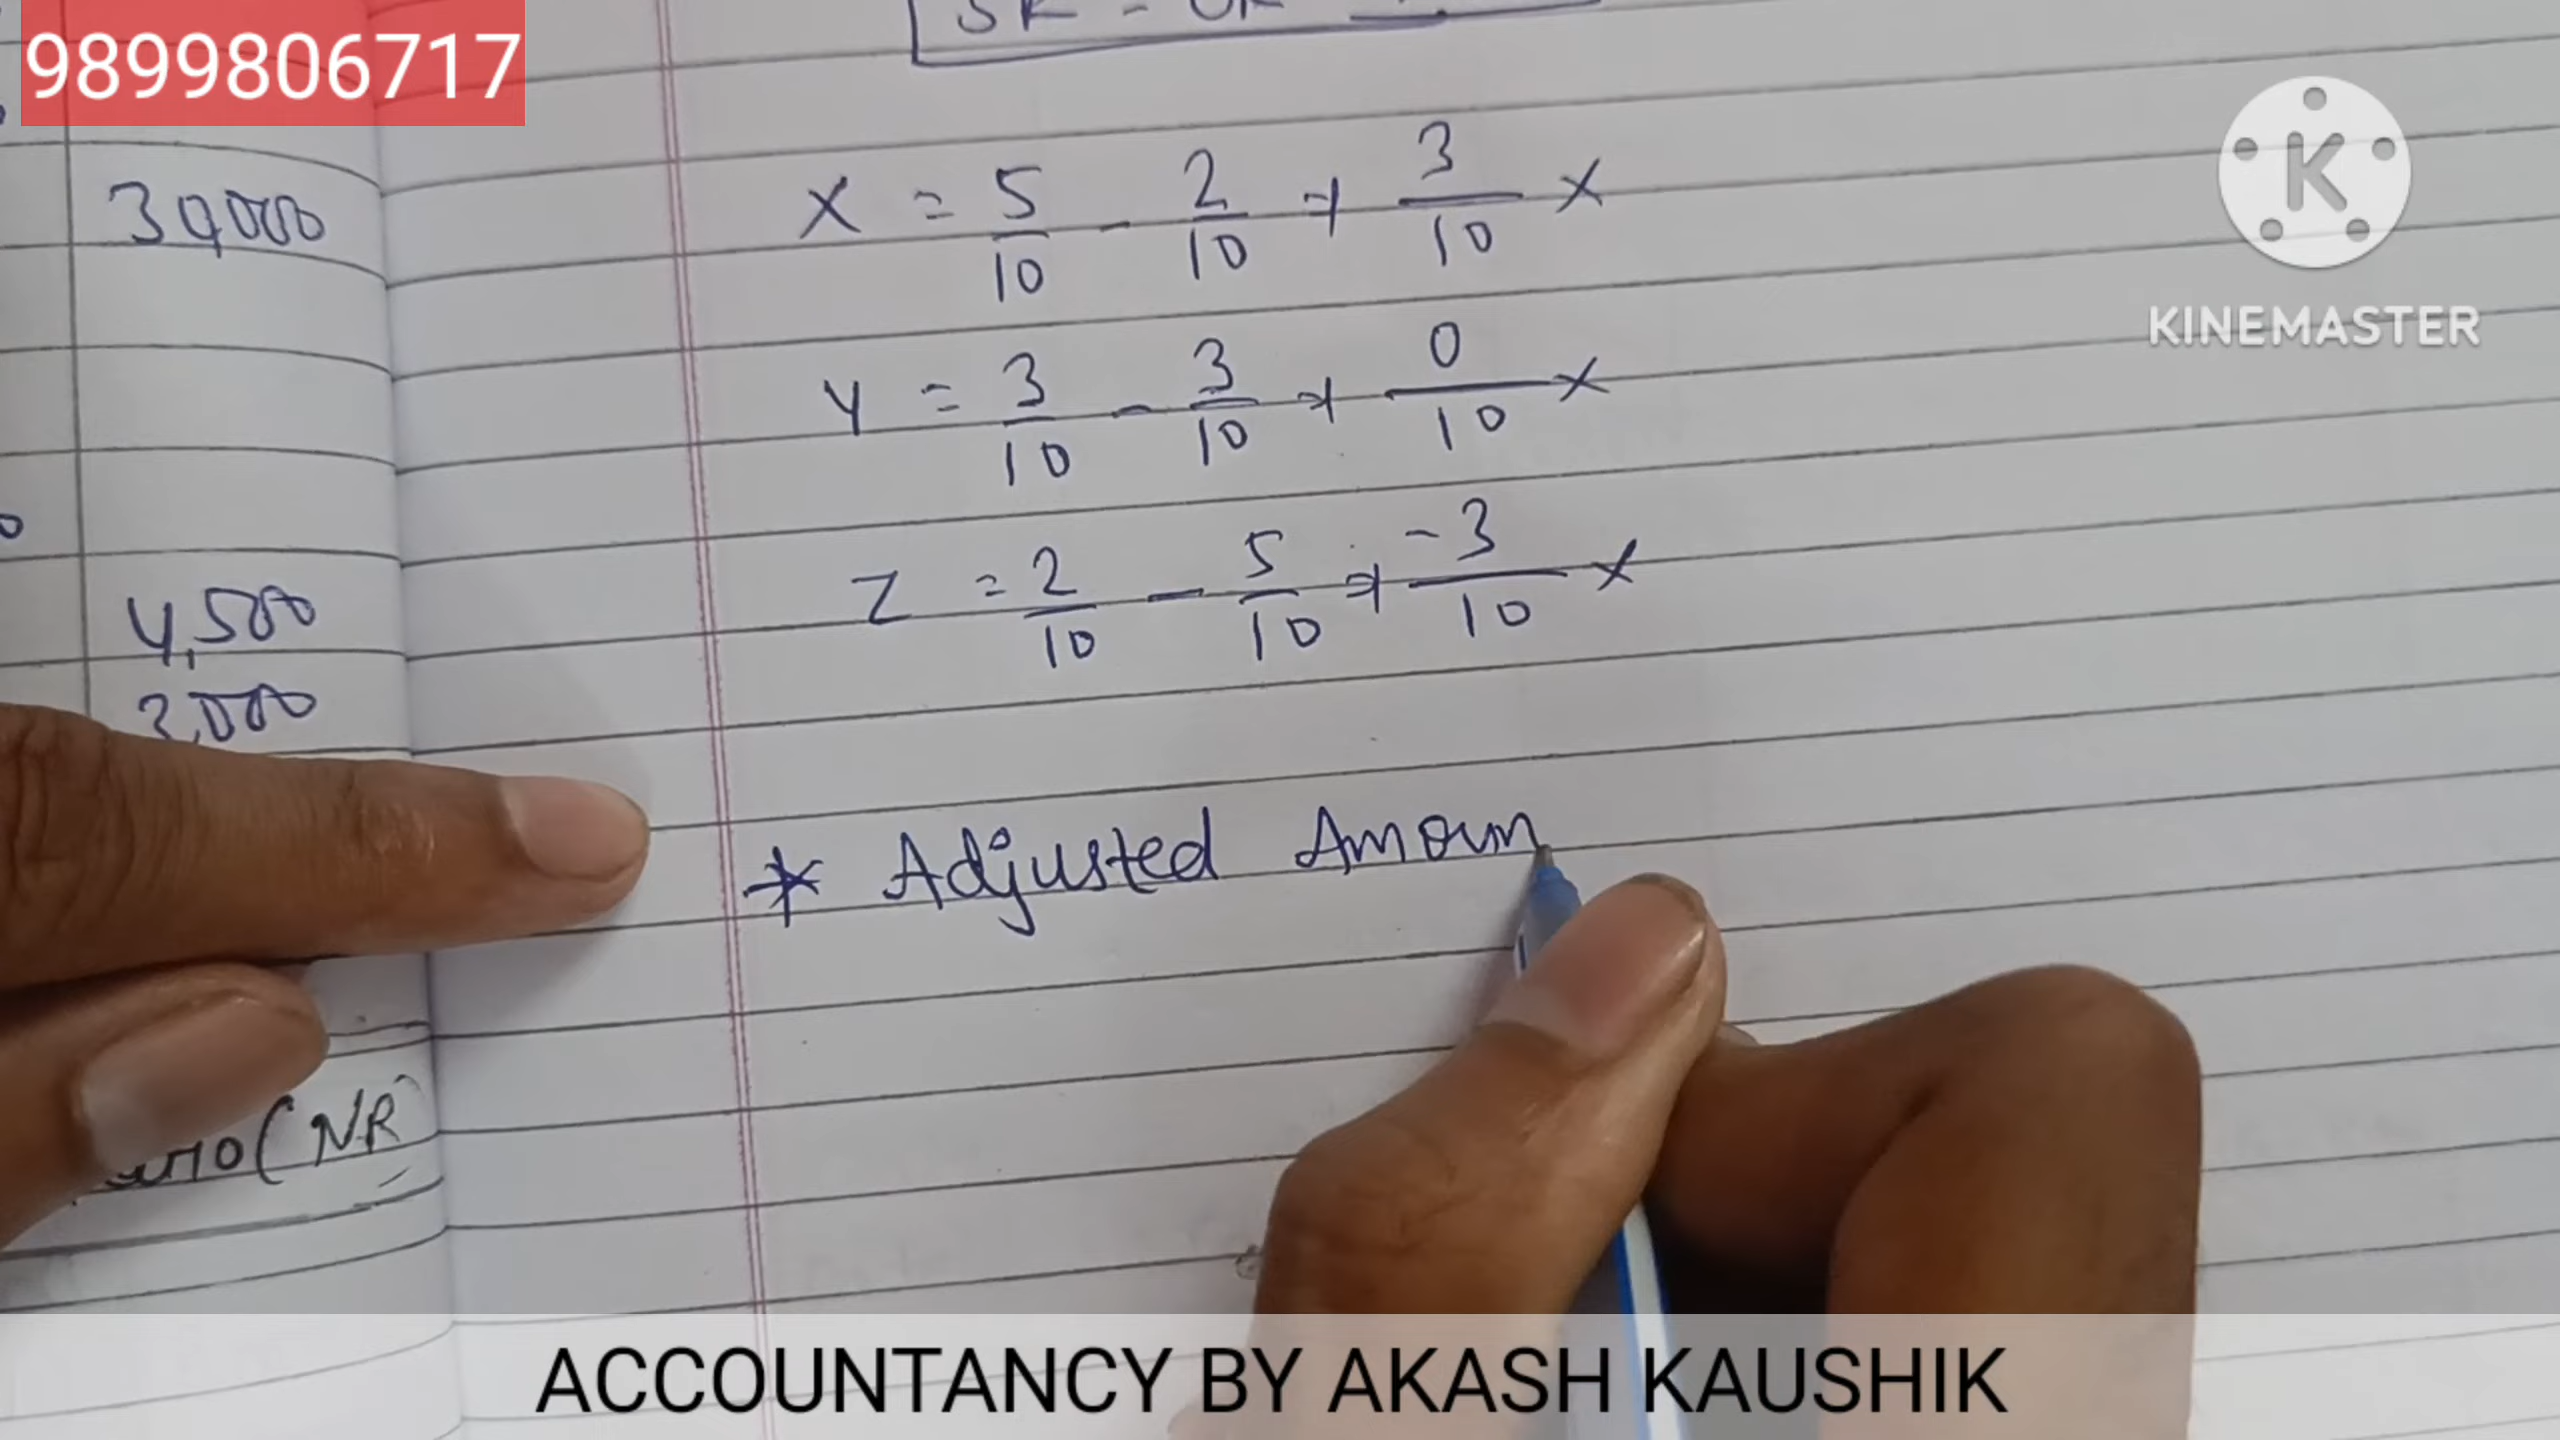 9899806717
KINEMASTER
30,000
X = 5/10 - 2/10 ⇒ 3/10 ×
Y = 3/10 - 3/10 ⇒ 0/10 ×
Z = 2/10 - 5/10 ⇒ -3/10 ×
4,500
3,000
* Adjusted Amoun
(NR)
ACCOUNTANCY BY AKASH KAUSHIK